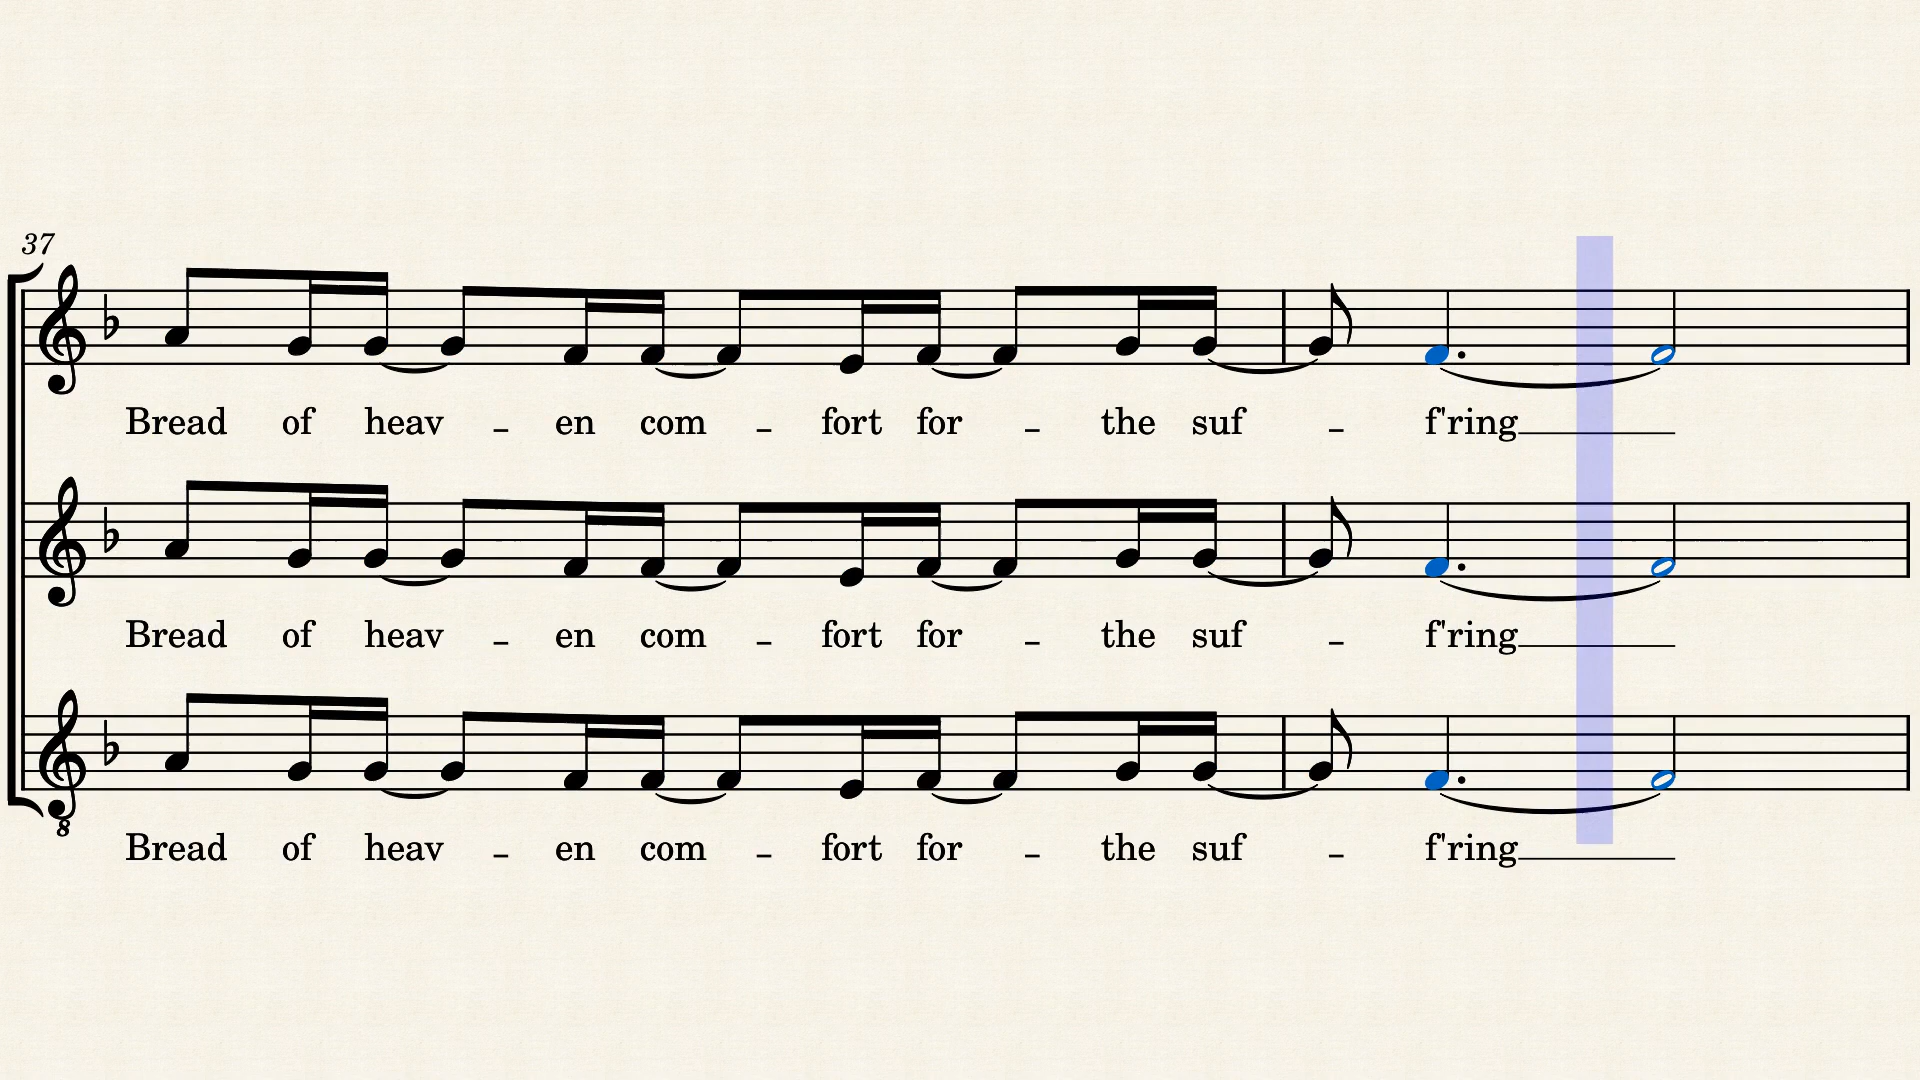 37
Bread of heav - en com - fort for - the suf - f'ring
Bread of heav - en com - fort for - the suf - f'ring
8
Bread of heav - en com - fort for - the suf - f'ring